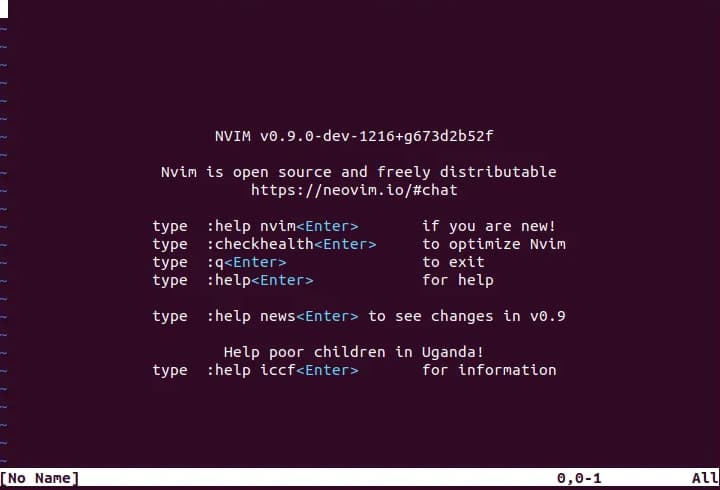 ~
~
~
~
~
~
NVIM v0.9.0-dev-1216+g673d2b52f
~
~
Nvim is open source and freely distributable
~
https://neovim.io/#chat
~
~
type :help nvim<Enter> if you are new!
~
type :checkhealth<Enter> to optimize Nvim
~
type :q<Enter> to exit
~
type :help<Enter> for help
~
~
type :help news<Enter> to see changes in v0.9
~
~
Help poor children in Uganda!
~
type :help iccf<Enter> for information
~
~
~
~
~
~
[No Name] 0,0-1 All